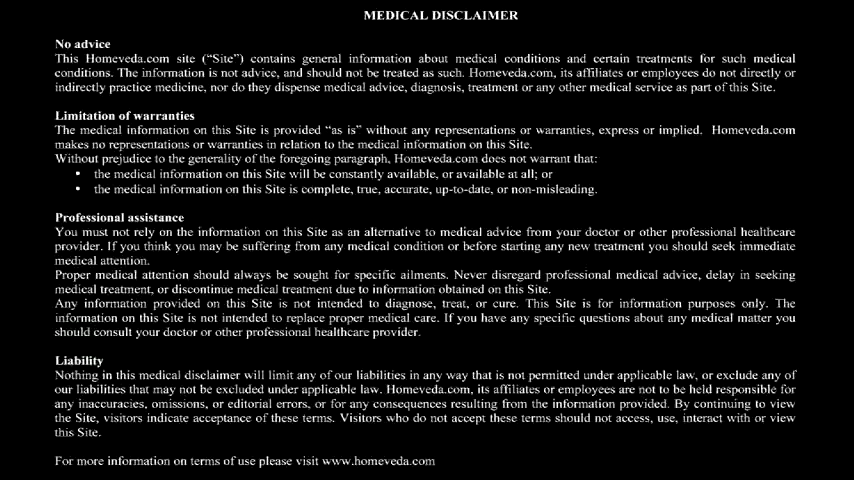 MEDICAL DISCLAIMER
No advice
This Homeveda.com site (“Site”) contains general information about medical conditions and certain treatments for such medical
conditions. The information is not advice, and should not be treated as such. Homeveda.com, its affiliates or employees do not directly or
indirectly practice medicine, nor do they dispense medical advice, diagnosis, treatment or any other medical service as part of this Site.
Limitation of warranties
The medical information on this Site is provided “as is” without any representations or warranties, express or implied. Homeveda.com
makes no representations or warranties in relation to the medical information on this Site.
Without prejudice to the generality of the foregoing paragraph, Homeveda.com does not warrant that:
• the medical information on this Site will be constantly available, or available at all; or
• the medical information on this Site is complete, true, accurate, up-to-date, or non-misleading.
Professional assistance
You must not rely on the information on this Site as an alternative to medical advice from your doctor or other professional healthcare
provider. If you think you may be suffering from any medical condition or before starting any new treatment you should seek immediate
medical attention.
Proper medical attention should always be sought for specific ailments. Never disregard professional medical advice, delay in seeking
medical treatment, or discontinue medical treatment due to information obtained on this Site.
Any information provided on this Site is not intended to diagnose, treat, or cure. This Site is for information purposes only. The
information on this Site is not intended to replace proper medical care. If you have any specific questions about any medical matter you
should consult your doctor or other professional healthcare provider.
Liability
Nothing in this medical disclaimer will limit any of our liabilities in any way that is not permitted under applicable law, or exclude any of
our liabilities that may not be excluded under applicable law. Homeveda.com, its affiliates or employees are not to be held responsible for
any inaccuracies, omissions, or editorial errors, or for any consequences resulting from the information provided. By continuing to view
the Site, visitors indicate acceptance of these terms. Visitors who do not accept these terms should not access, use, interact with or view
this Site.
For more information on terms of use please visit www.homeveda.com